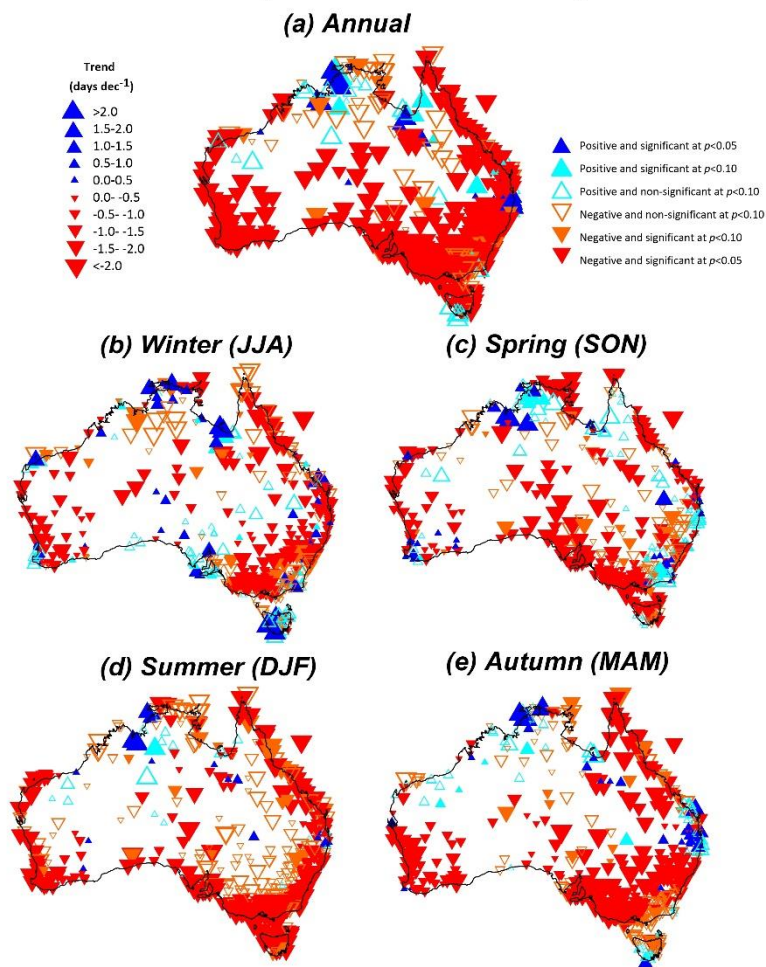 (a) Annual
Trend
(days dec⁻¹)
>2.0
1.5-2.0
1.0-1.5
0.5-1.0
0.0-0.5
0.0- -0.5
-0.5- -1.0
-1.0- -1.5
-1.5- -2.0
<-2.0
Positive and significant at p<0.05
Positive and significant at p<0.10
Positive and non-significant at p<0.10
Negative and non-significant at p<0.10
Negative and significant at p<0.10
Negative and significant at p<0.05
(b) Winter (JJA)
(c) Spring (SON)
(d) Summer (DJF)
(e) Autumn (MAM)